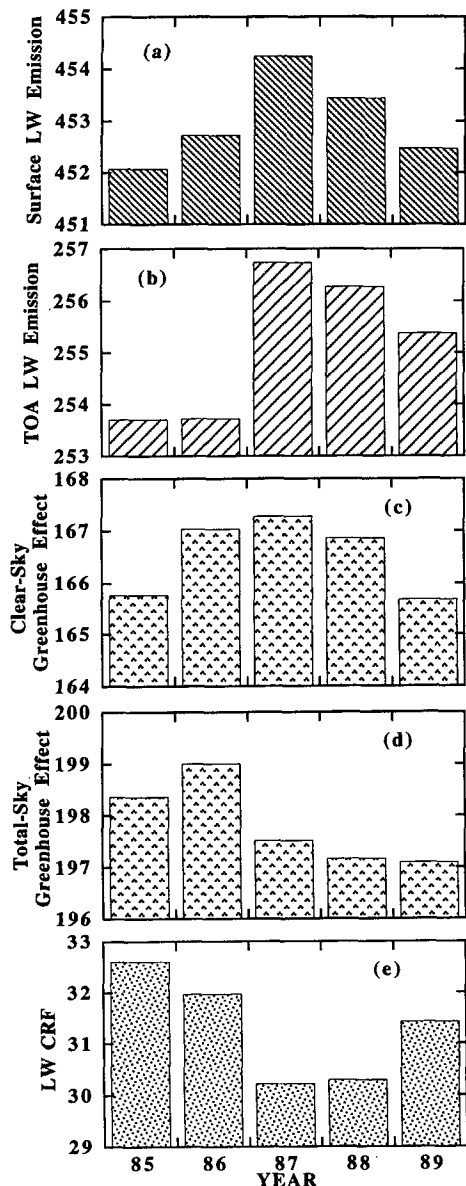 455
(a)
454
453
452
451
Surface LW Emission
257
(b)
256
255
254
253
TOA LW Emission
168
(c)
167
166
165
164
Clear-Sky
Greenhouse Effect
200
(d)
199
198
197
196
Total-Sky
Greenhouse Effect
33
(e)
32
31
30
29
LW CRF
85 86 87 88 89
YEAR